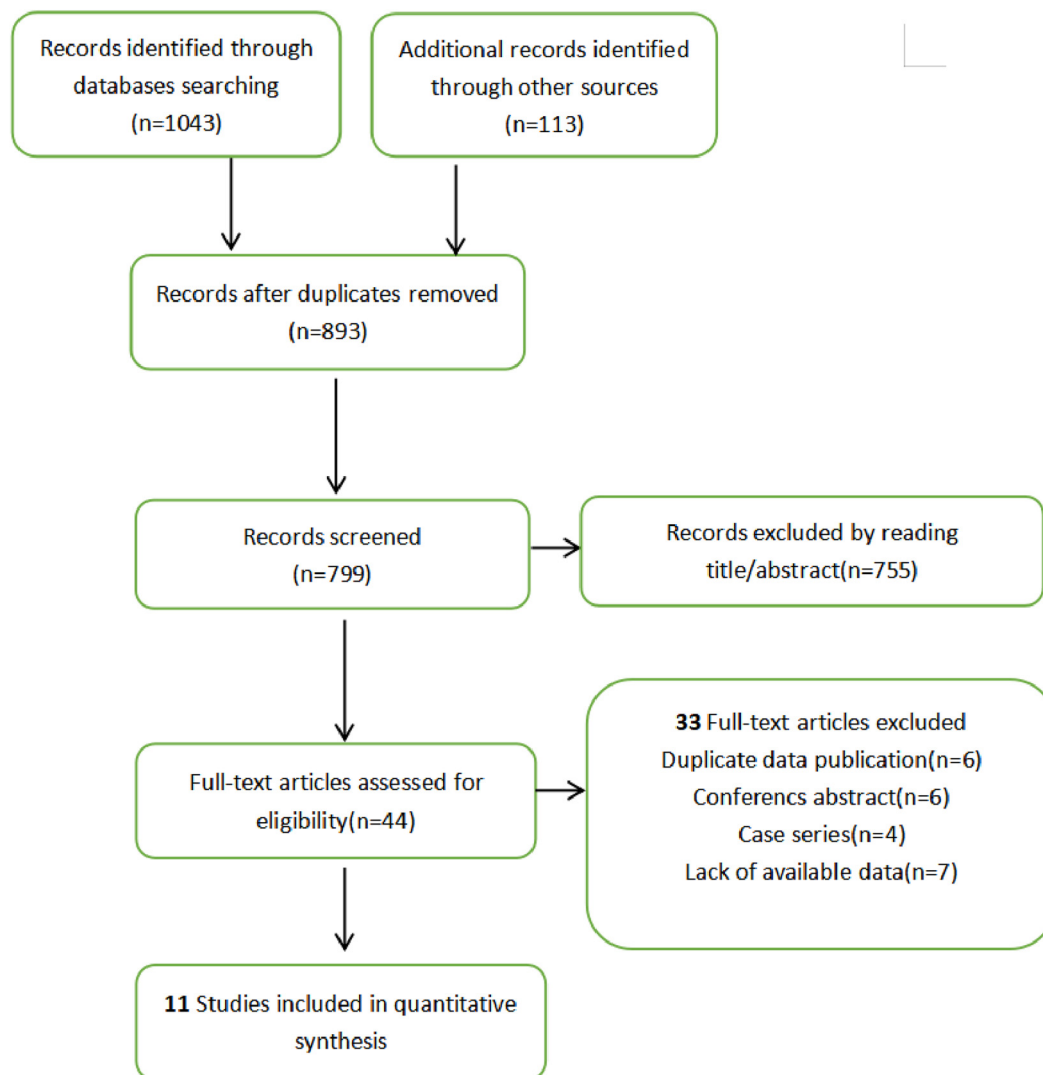 Records identified through
databases searching
(n=1043)
Additional records identified
through other sources
(n=113)
Records after duplicates removed
(n=893)
Records screened
(n=799)
Records excluded by reading
title/abstract(n=755)
Full-text articles assessed for
eligibility(n=44)
33 Full-text articles excluded
Duplicate data publication(n=6)
Conferencs abstract(n=6)
Case series(n=4)
Lack of available data(n=7)
11 Studies included in quantitative
synthesis